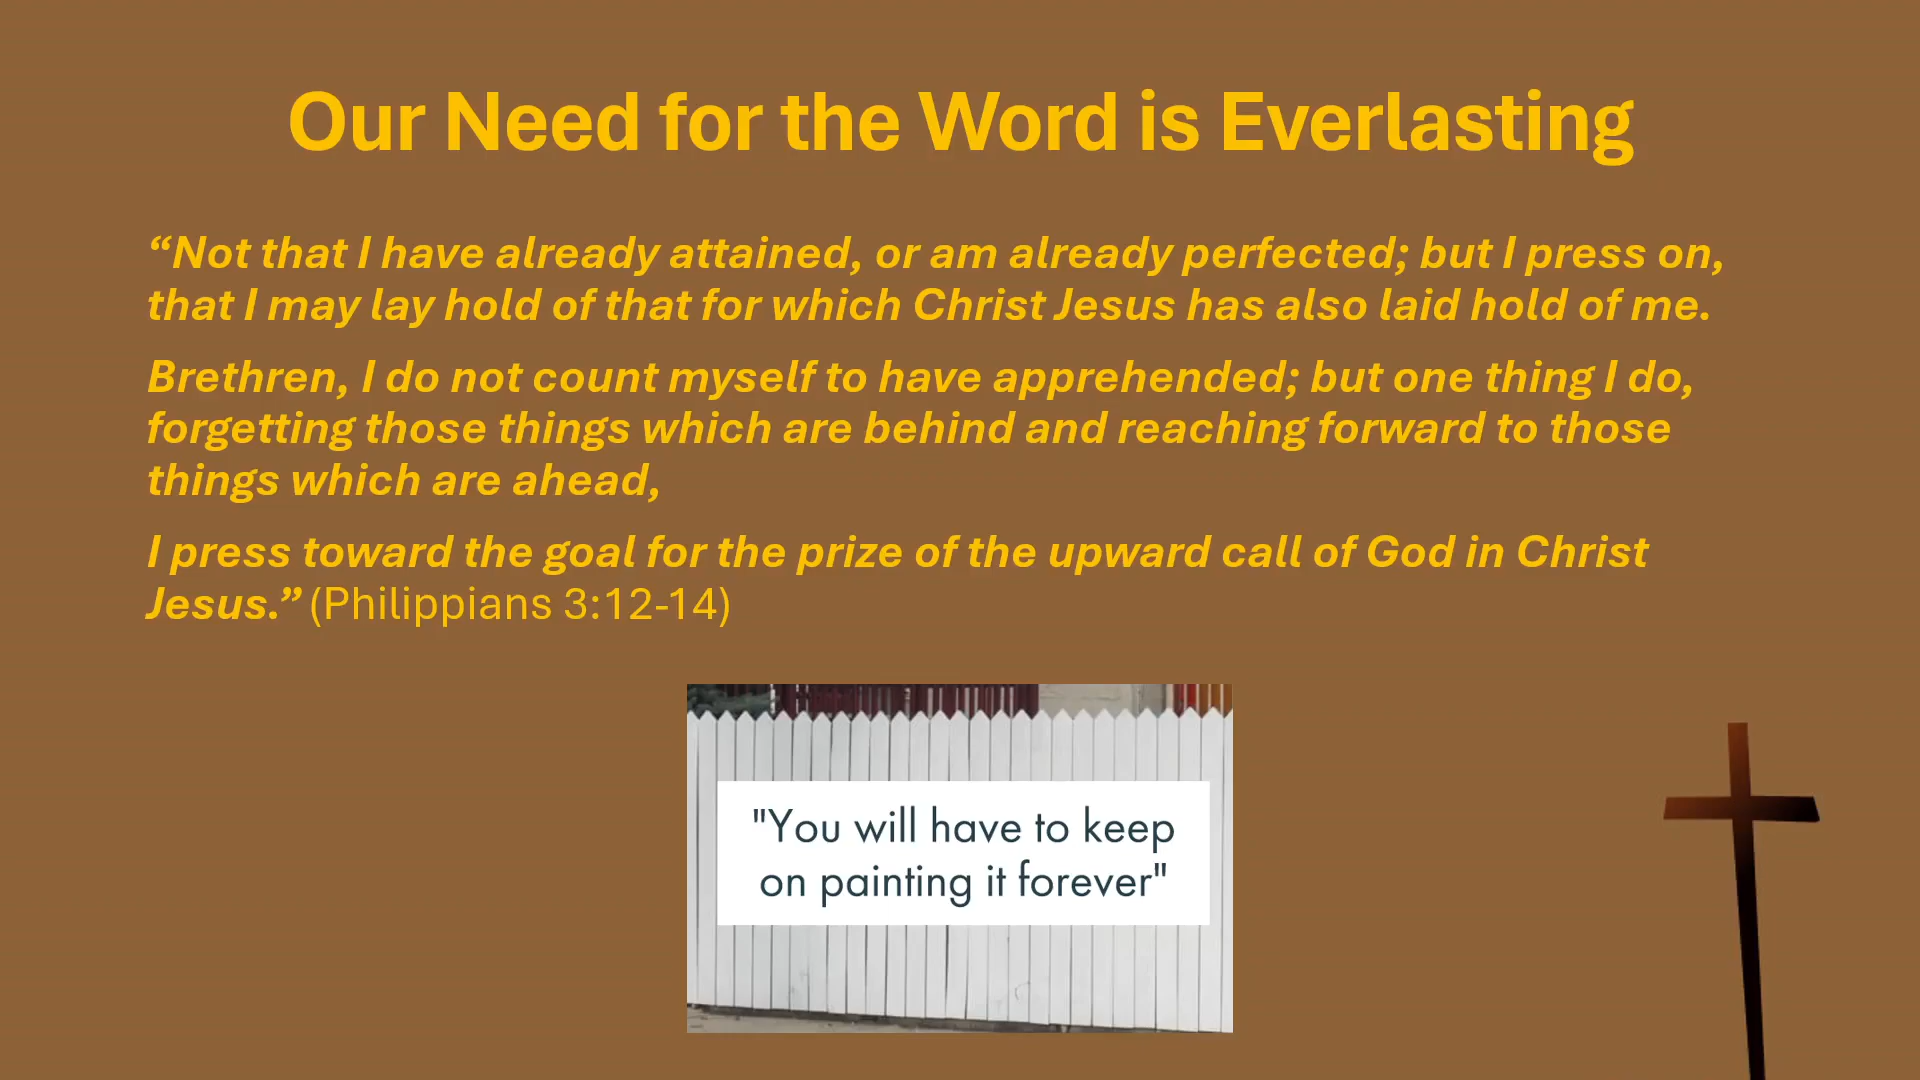 Our Need for the Word is Everlasting
“Not that I have already attained, or am already perfected; but I press on,
that I may lay hold of that for which Christ Jesus has also laid hold of me.
Brethren, I do not count myself to have apprehended; but one thing I do,
forgetting those things which are behind and reaching forward to those
things which are ahead,
I press toward the goal for the prize of the upward call of God in Christ
Jesus.” (Philippians 3:12-14)
"You will have to keep
on painting it forever"